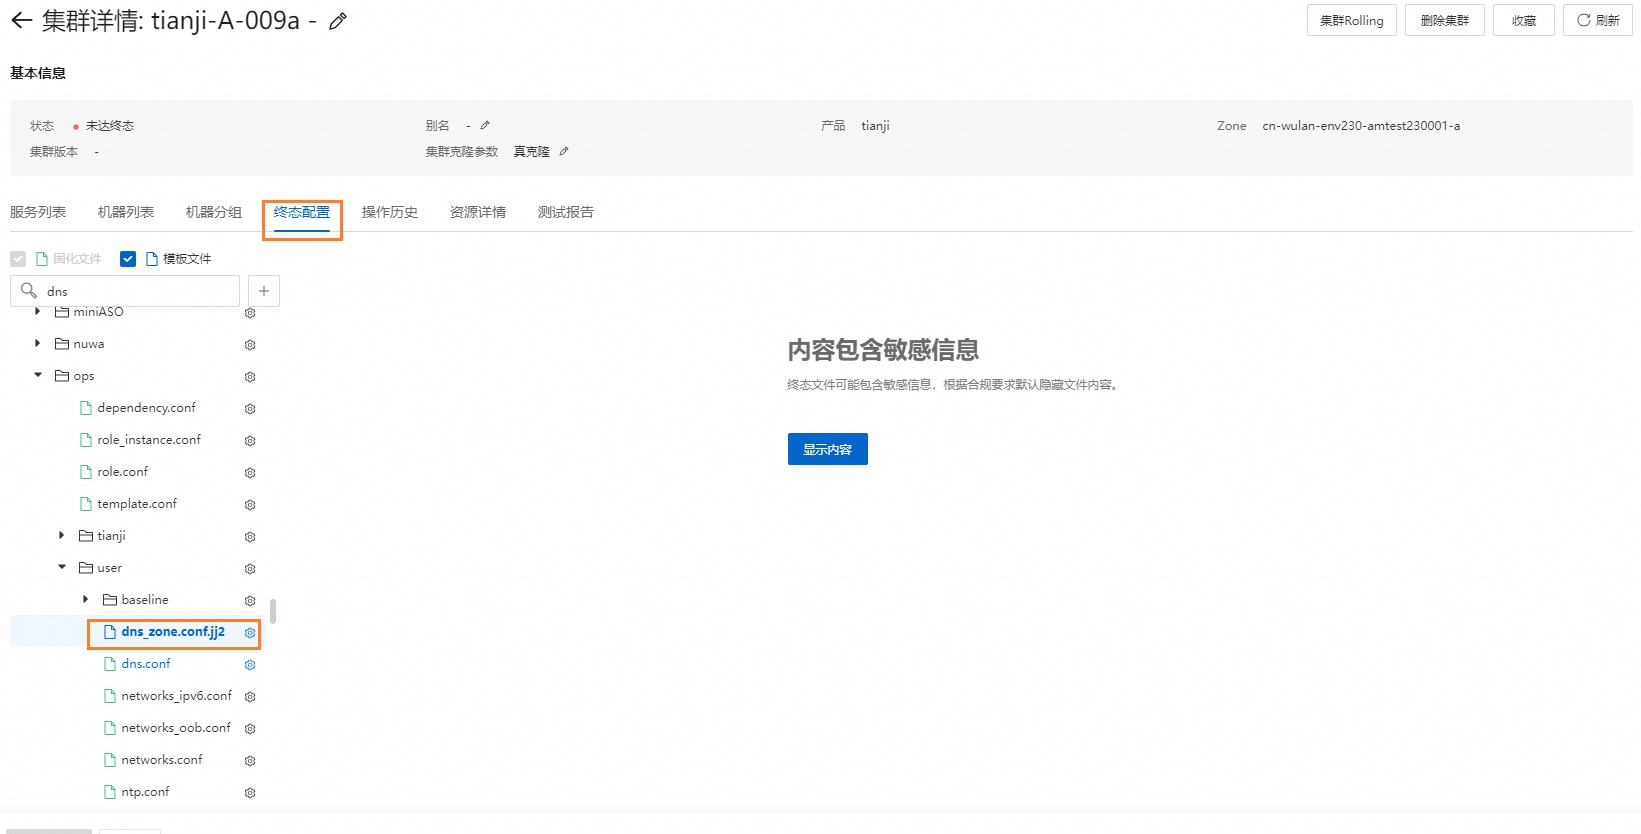 集群详情: tianji-A-009a -
集群Rolling 删除集群 收藏 刷新
基本信息
状态 未达终态 别名 - 产品 tianji Zone cn-wulan-env230-amtest230001-a
集群版本 - 集群克隆参数 真克隆
服务列表 机器列表 机器分组 终态配置 操作历史 资源详情 测试报告
固化文件 模板文件
dns
miniASO
nuwa
ops
dependency.conf
role_instance.conf
role.conf
template.conf
tianji
user
baseline
dns_zone.conf.jj2
dns.conf
networks_ipv6.conf
networks_oob.conf
networks.conf
ntp.conf
内容包含敏感信息
终态文件可能包含敏感信息，根据合规要求默认隐藏文件内容。
显示内容